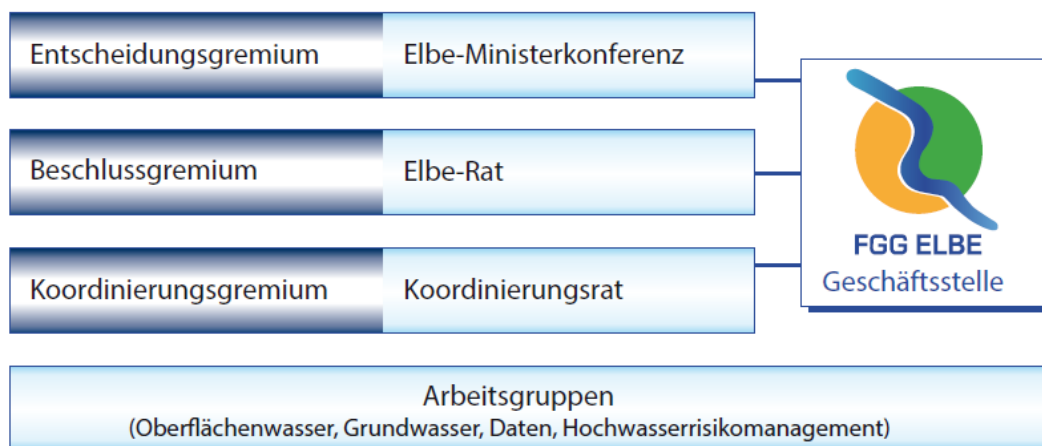 Entscheidungsgremium Elbe-Ministerkonferenz
Beschlussgremium Elbe-Rat
Koordinierungsgremium Koordinierungsrat
FGG ELBE
Geschäftsstelle
Arbeitsgruppen
(Oberflächenwasser, Grundwasser, Daten, Hochwasserrisikomanagement)